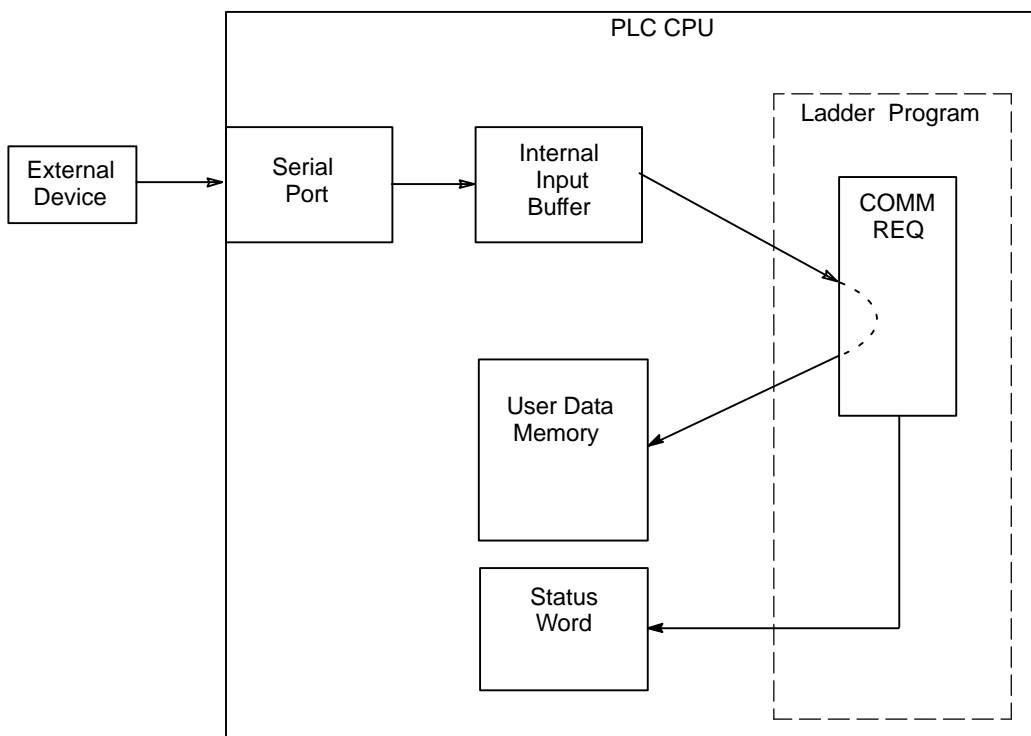 PLC CPU
Ladder Program
External
Device
Serial
Port
Internal
Input
Buffer
COMM
REQ
User Data
Memory
Status
Word